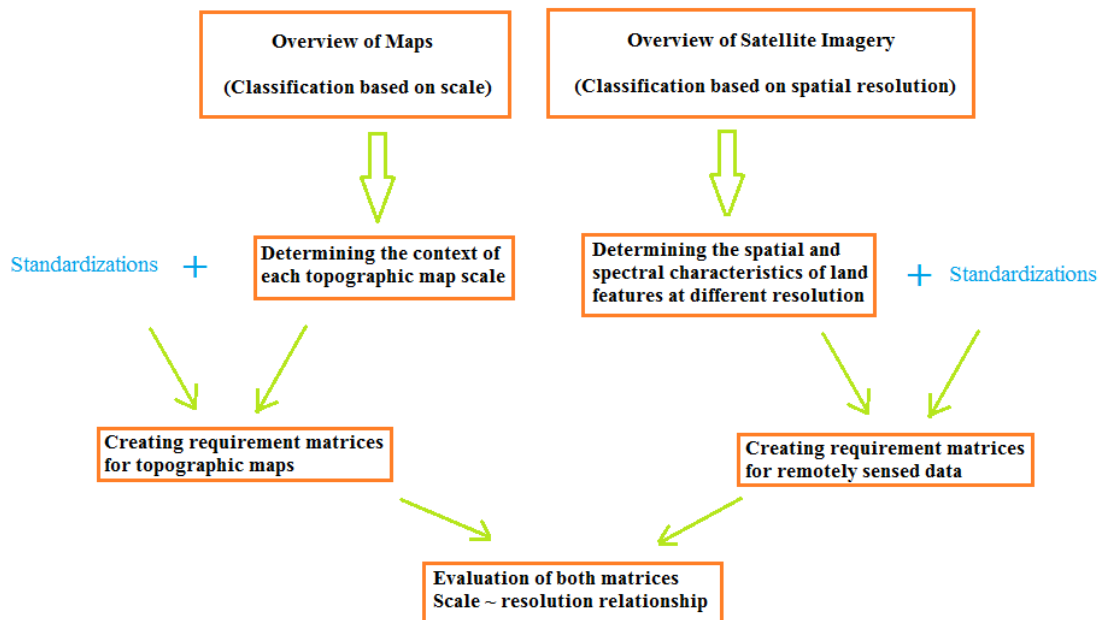 Overview of Maps
(Classification based on scale)
Overview of Satellite Imagery
(Classification based on spatial resolution)
Standardizations +
Determining the context of
each topographic map scale
Determining the spatial and
spectral characteristics of land
features at different resolution
+ Standardizations
Creating requirement matrices
for topographic maps
Creating requirement matrices
for remotely sensed data
Evaluation of both matrices
Scale ~ resolution relationship